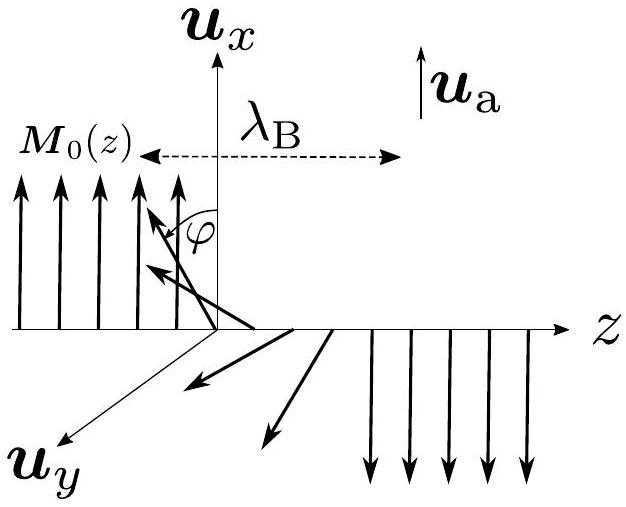 u_x
u_a
λ_B
M_0(z)
φ
z
u_y